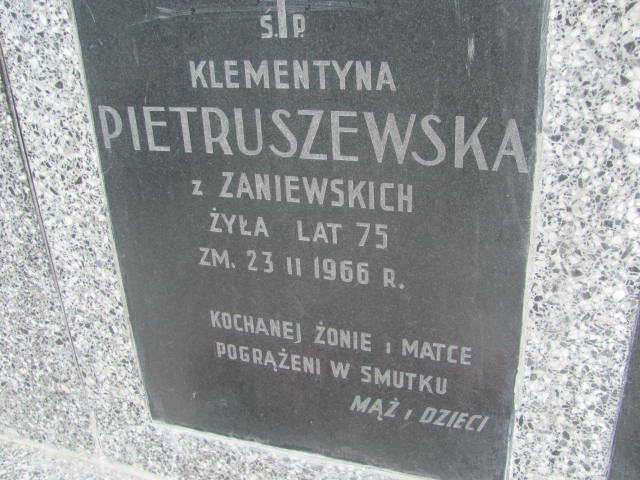 Ś.P.
KLEMENTYNA
PIETRUSZEWSKA
z ZANIEWSKICH
ŻYŁA LAT 75
ZM. 23 II 1966 R.
KOCHANEJ ŻONIE i MATCE
POGRĄŻENI W SMUTKU
MĄŻ i DZIECI